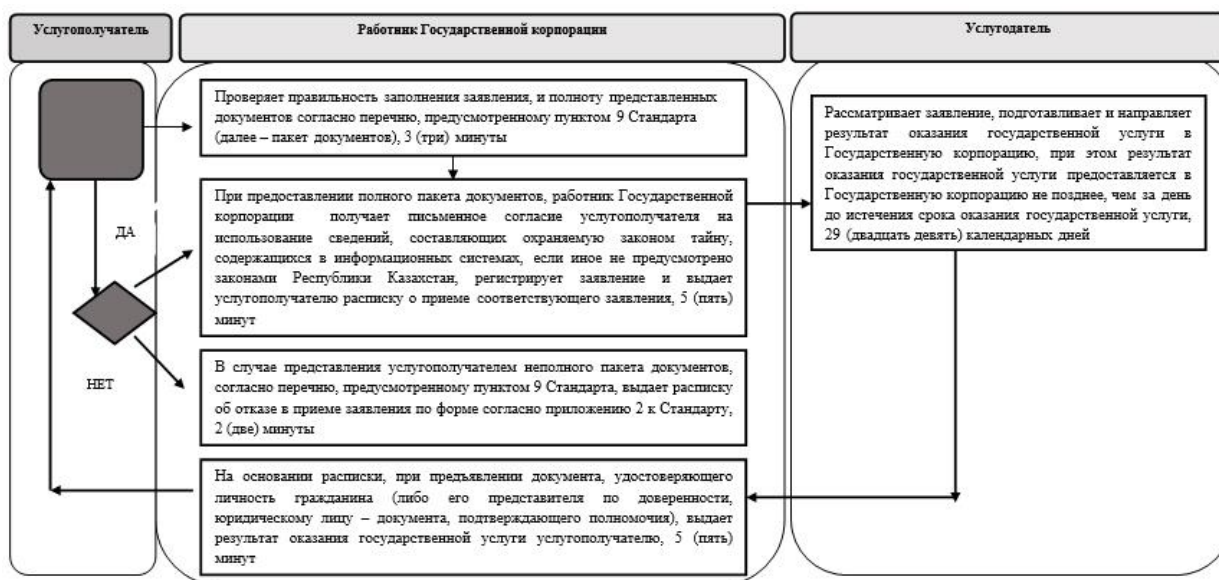 Услугополучатель
Работник Государственной корпорации
Услугодатель
Проверяет правильность заполнения заявления, и полноту представленных
документов согласно перечню, предусмотренному пунктом 9 Стандарта
(далее – пакет документов), 3 (три) минуты
При предоставлении полного пакета документов, работник Государственной
корпорации получает письменное согласие услугополучателя на
использование сведений, составляющих охраняемую законом тайну,
содержащихся в информационных системах, если иное не предусмотрено
законами Республики Казахстан, регистрирует заявление и выдает
услугополучателю расписку о приеме соответствующего заявления, 5 (пять)
минут
В случае представления услугополучателем неполного пакета документов,
согласно перечню, предусмотренному пунктом 9 Стандарта, выдает расписку
об отказе в приеме заявления по форме согласно приложению 2 к Стандарту,
2 (две) минуты
На основании расписки, при предъявлении документа, удостоверяющего
личность гражданина (либо его представителя по доверенности,
юридическому лицу – документа, подтверждающего полномочия), выдает
результат оказания государственной услуги услугополучателю, 5 (пять)
минут
Рассматривает заявление, подготавливает и направляет
результат оказания государственной услуги в
Государственную корпорацию, при этом результат
оказания государственной услуги предоставляется в
Государственную корпорацию не позднее, чем за день
до истечения срока оказания государственной услуги,
29 (двадцать девять) календарных дней
ДА
НЕТ